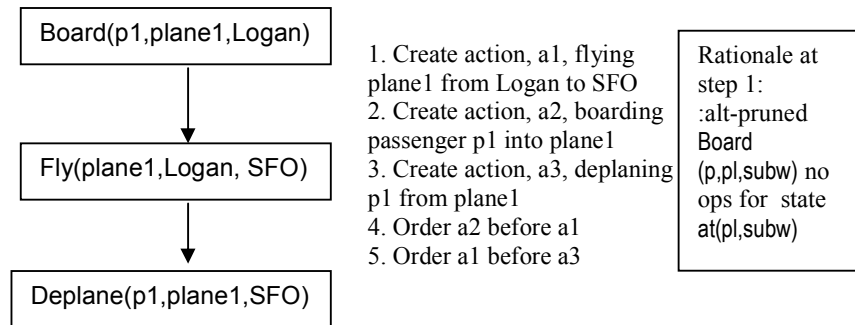 Board(p1,plane1,Logan)
Fly(plane1,Logan, SFO)
Deplane(p1,plane1,SFO)
1. Create action, a1, flying
plane1 from Logan to SFO
2. Create action, a2, boarding
passenger p1 into plane1
3. Create action, a3, deplaning
p1 from plane1
4. Order a2 before a1
5. Order a1 before a3
Rationale at
step 1:
:alt-pruned
Board
(p,pl,subw) no
ops for state
at(pl,subw)